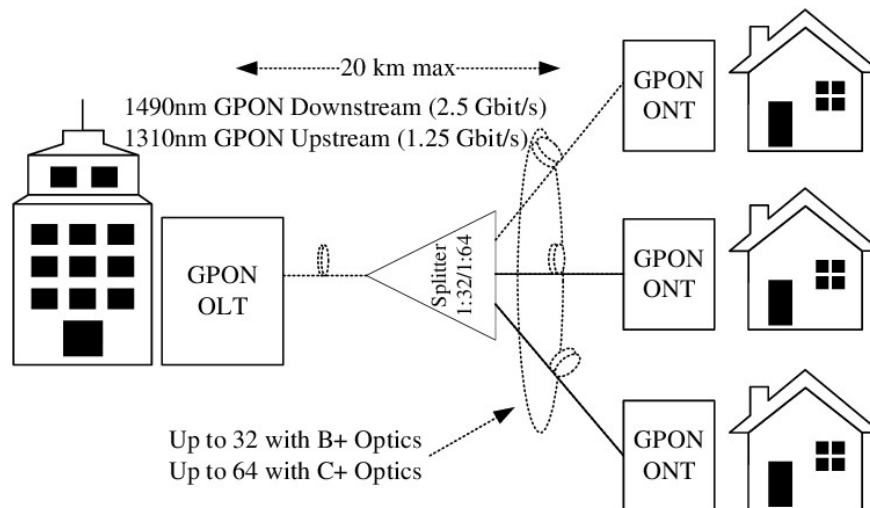 20 km max
1490nm GPON Downstream (2.5 Gbit/s)
1310nm GPON Upstream (1.25 Gbit/s)
GPON
OLT
Splitter
1:32/1:64
GPON
ONT
GPON
ONT
GPON
ONT
Up to 32 with B+ Optics
Up to 64 with C+ Optics